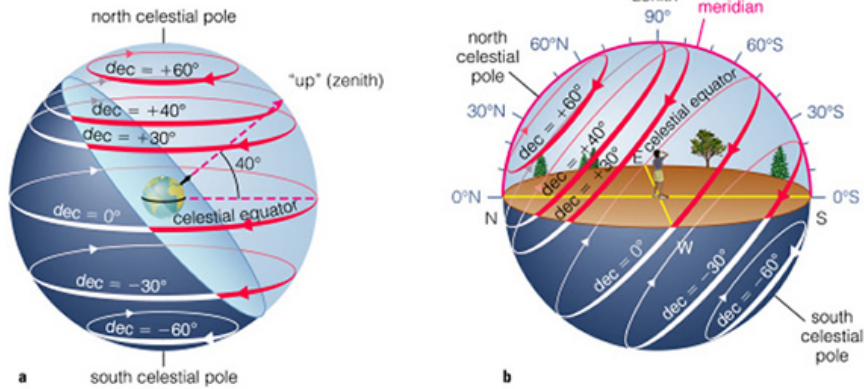 north celestial pole
dec = +60°
"up" (zenith)
dec = +40°
dec = +30°
40°
dec = 0°
celestial equator
dec = −30°
dec = −60°
a
south celestial pole
zenith
90°
meridian
60°N
60°S
north
celestial
pole
30°N
30°S
dec = +60°
dec = +40°
dec = +30°
celestial equator
E
0°N
0°S
N
S
W
dec = 0°
dec = −30°
dec = −60°
south
celestial
pole
b